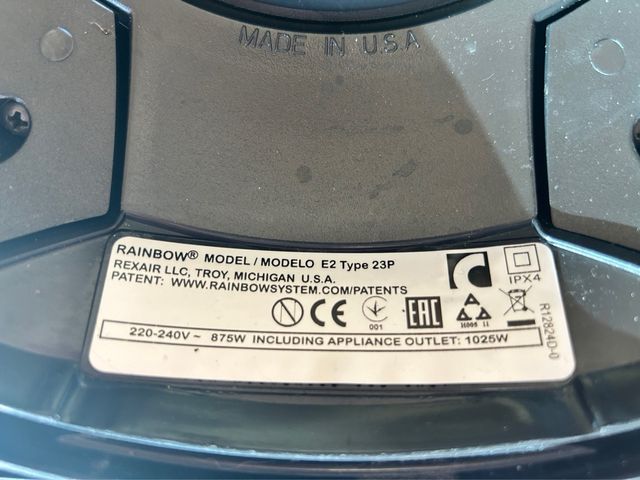 MADE IN U.S.A
RAINBOW® MODEL / MODELO E2 Type 23P
REXAIR LLC, TROY, MICHIGAN U.S.A.
PATENT: WWW.RAINBOWSYSTEM.COM/PATENTS
IPX4
N CE 001 EAC
220-240V ~ 875W INCLUDING APPLIANCE OUTLET: 1025W
R12824D-0